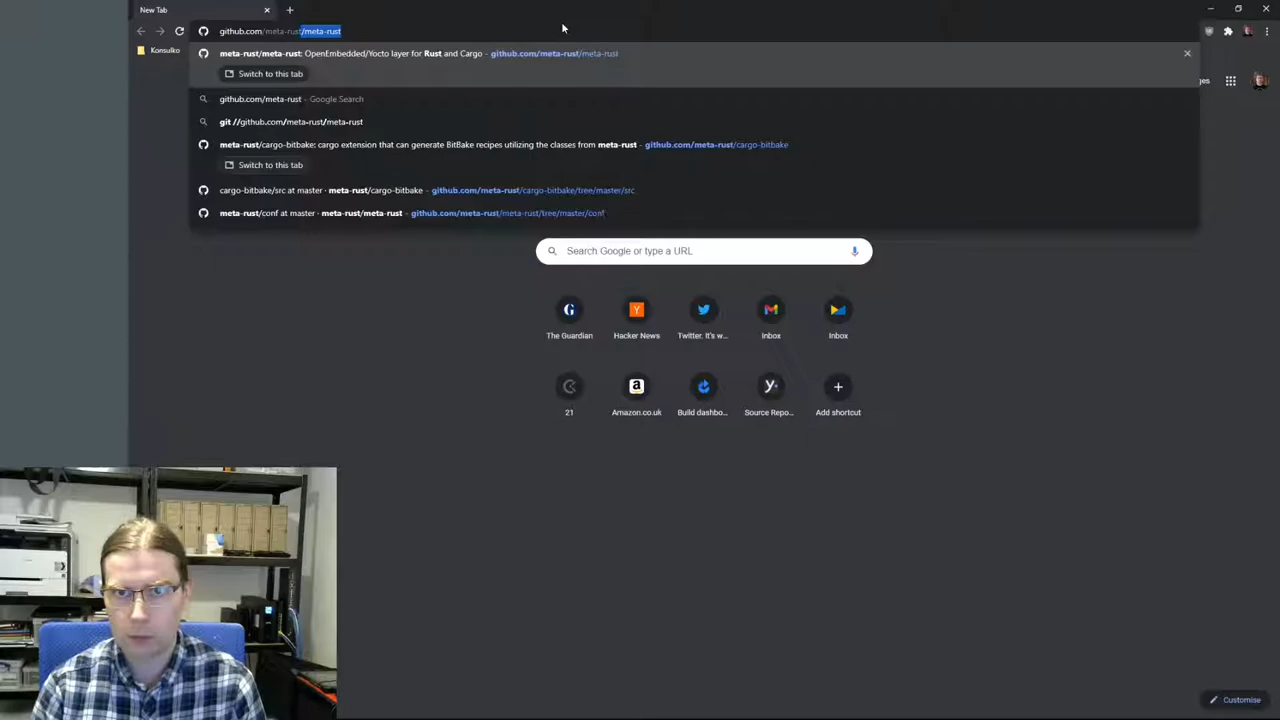 New Tab
github.com/meta-rust/meta-rust
Konsulko
meta-rust/meta-rust: OpenEmbedded/Yocto layer for Rust and Cargo - github.com/meta-rust/meta-rust
Switch to this tab
github.com/meta-rust - Google Search
git //github.com/meta-rust/meta-rust
meta-rust/cargo-bitbake: cargo extension that can generate BitBake recipes utilizing the classes from meta-rust - github.com/meta-rust/cargo-bitbake
Switch to this tab
cargo-bitbake/src at master · meta-rust/cargo-bitbake - github.com/meta-rust/cargo-bitbake/tree/master/src
meta-rust/conf at master · meta-rust/meta-rust - github.com/meta-rust/meta-rust/tree/master/conf
Search Google or type a URL
The Guardian
Hacker News
Twitter. It's w...
Inbox
Inbox
21
Amazon.co.uk
Build dashbo...
Source Repo...
Add shortcut
Customise